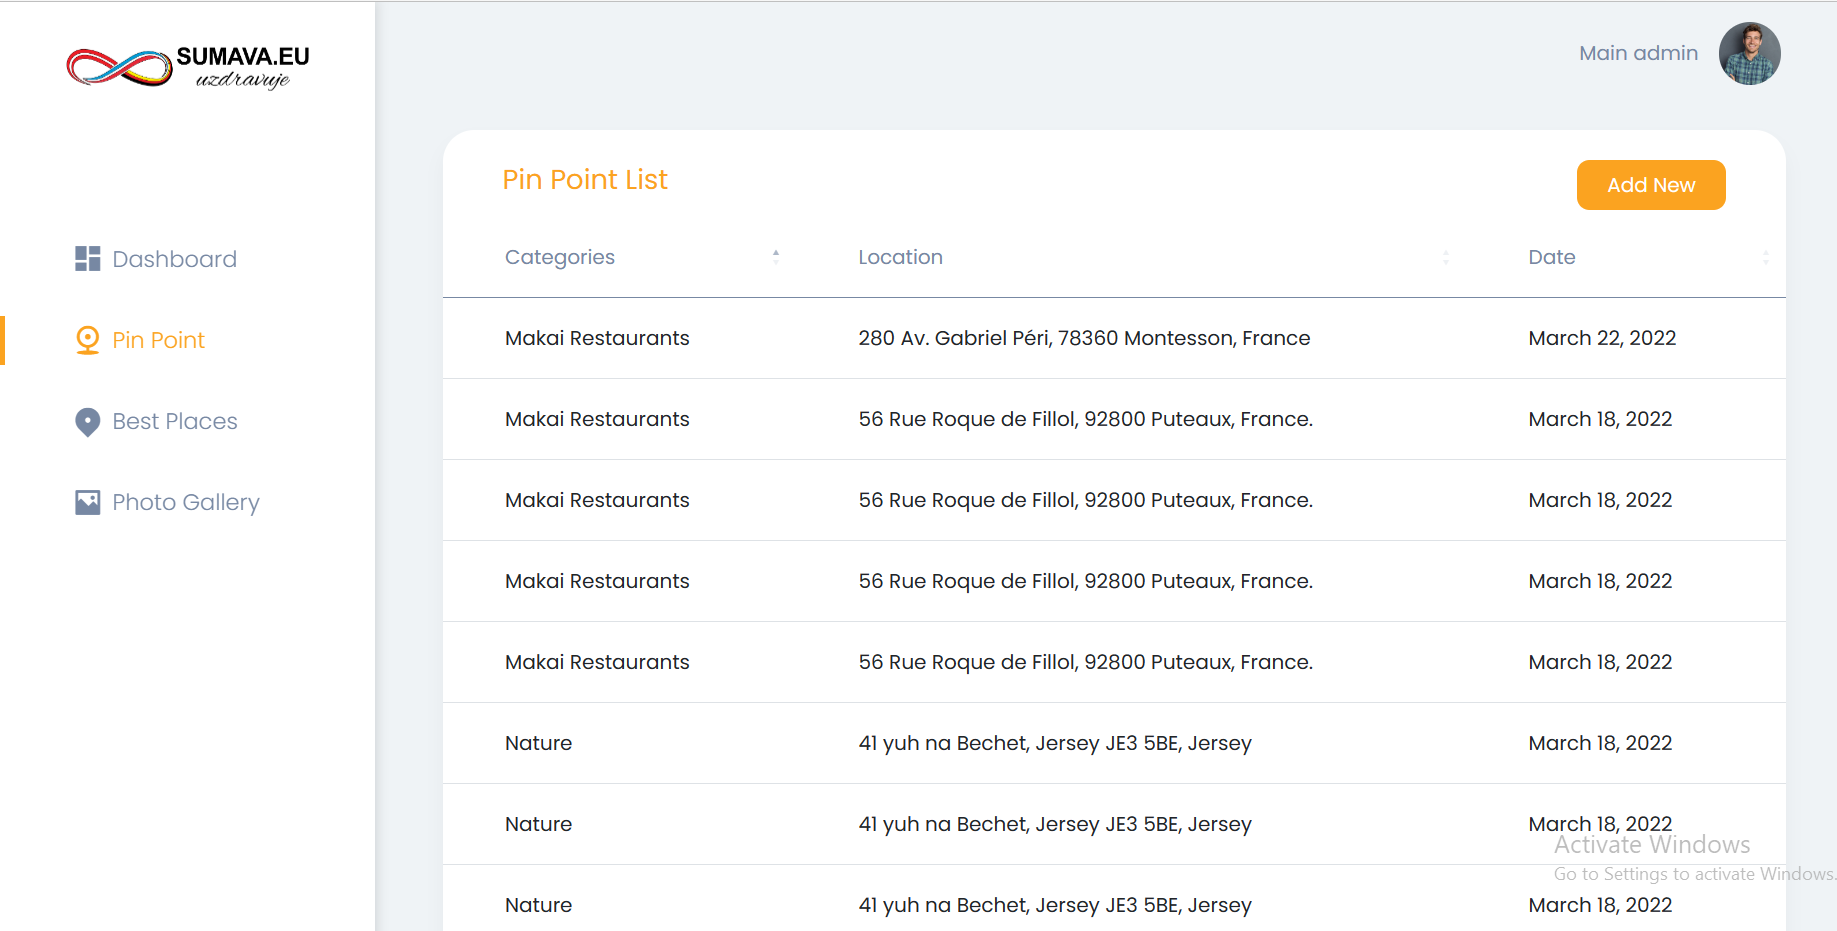 SUMAVA.EU
uzdravuje
Main admin
Dashboard
Pin Point
Best Places
Photo Gallery
Pin Point List
Add New
Categories Location Date
Makai Restaurants 280 Av. Gabriel Péri, 78360 Montesson, France March 22, 2022
Makai Restaurants 56 Rue Roque de Fillol, 92800 Puteaux, France. March 18, 2022
Makai Restaurants 56 Rue Roque de Fillol, 92800 Puteaux, France. March 18, 2022
Makai Restaurants 56 Rue Roque de Fillol, 92800 Puteaux, France. March 18, 2022
Makai Restaurants 56 Rue Roque de Fillol, 92800 Puteaux, France. March 18, 2022
Nature 41 yuh na Bechet, Jersey JE3 5BE, Jersey March 18, 2022
Nature 41 yuh na Bechet, Jersey JE3 5BE, Jersey March 18, 2022
Nature 41 yuh na Bechet, Jersey JE3 5BE, Jersey March 18, 2022
Activate Windows
Go to Settings to activate Windows.